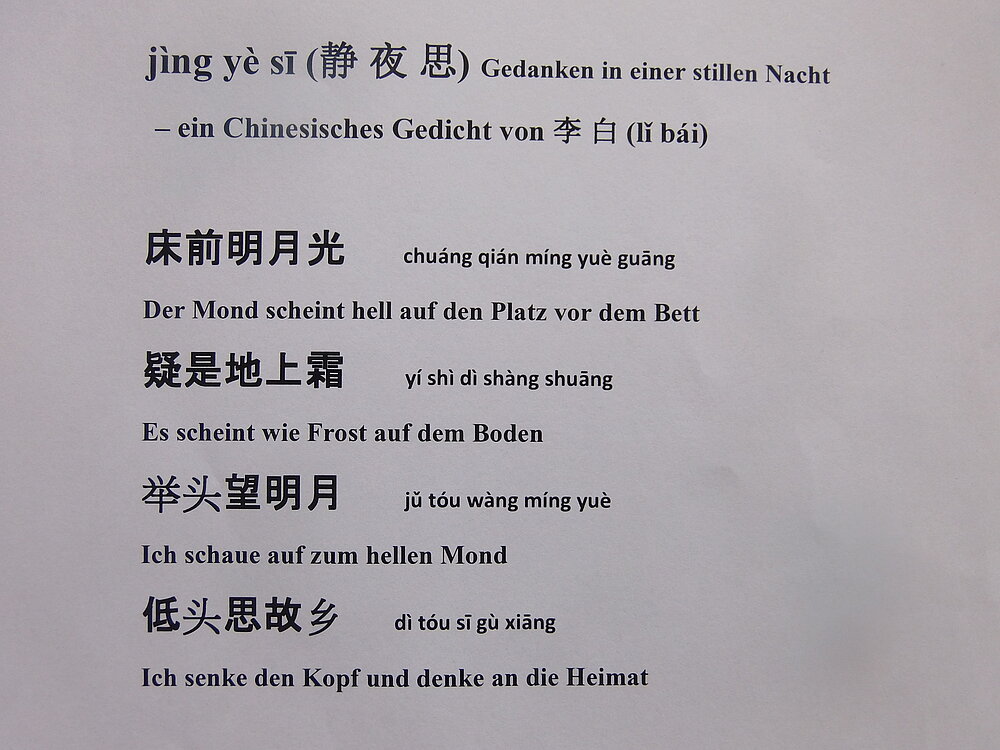 jìng yè sī (静 夜 思) Gedanken in einer stillen Nacht
– ein Chinesisches Gedicht von 李 白 (lǐ bái)
床前明月光 chuáng qián míng yuè guāng
Der Mond scheint hell auf den Platz vor dem Bett
疑是地上霜 yí shì dì shàng shuāng
Es scheint wie Frost auf dem Boden
举头望明月 jǔ tóu wàng míng yuè
Ich schaue auf zum hellen Mond
低头思故乡 dì tóu sī gù xiāng
Ich senke den Kopf und denke an die Heimat